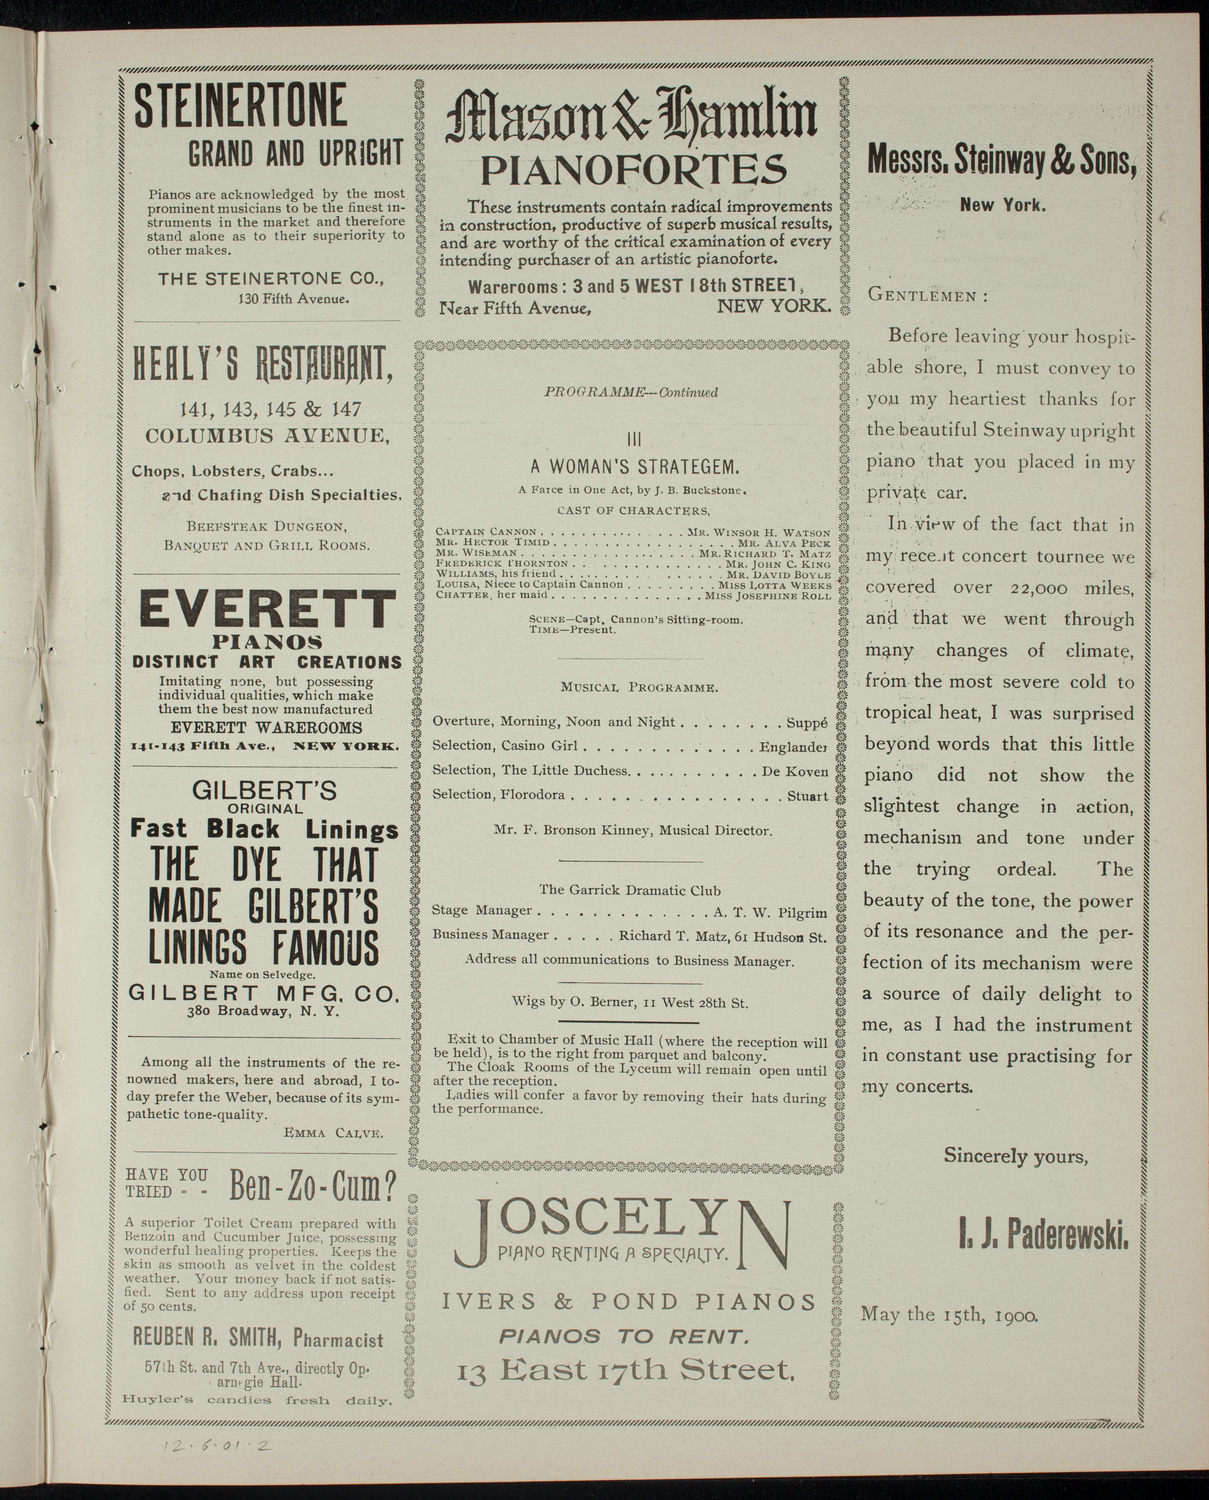 STEINERTONE
GRAND AND UPRIGHT
Pianos are acknowledged by the most
prominent musicians to be the finest in-
struments in the market and therefore
stand alone as to their superiority to
other makes.
THE STEINERTONE CO.,
130 Fifth Avenue.
HEALY'S RESTAURANT,
141, 143, 145 & 147
COLUMBUS AVENUE,
Chops, Lobsters, Crabs...
and Chafing Dish Specialties.
BEEFSTEAK DUNGEON,
BANQUET AND GRILL ROOMS.
EVERETT
PIANOS
DISTINCT ART CREATIONS
Imitating none, but possessing
individual qualities, which make
them the best now manufactured
EVERETT WAREROOMS
141-143 Fifth Ave., NEW YORK.
GILBERT'S
ORIGINAL
Fast Black Linings
THE DYE THAT
MADE GILBERT'S
LININGS FAMOUS
Name on Selvedge.
GILBERT MFG. CO.
380 Broadway, N. Y.
Among all the instruments of the re-
nowned makers, here and abroad, I to-
day prefer the Weber, because of its sym-
pathetic tone-quality.
EMMA CALVE.
HAVE YOU
TRIED - - Ben-Zo-Cum?
A superior Toilet Cream prepared with
Benzoin and Cucumber Juice, possessing
wonderful healing properties. Keeps the
skin as smooth as velvet in the coldest
weather. Your money back if not satis-
fied. Sent to any address upon receipt
of 50 cents.
REUBEN R. SMITH, Pharmacist
57th St. and 7th Ave., directly Op.
arnegie Hall.
Huyler's candies fresh daily.
Mason & Hamlin
PIANOFORTES
These instruments contain radical improvements
in construction, productive of superb musical results,
and are worthy of the critical examination of every
intending purchaser of an artistic pianoforte.
Warerooms: 3 and 5 WEST 18th STREET,
Near Fifth Avenue, NEW YORK.
PROGRAMME—Continued
III
A WOMAN'S STRATEGEM.
A Farce in One Act, by J. B. Buckstone.
CAST OF CHARACTERS,
CAPTAIN CANNON . . . . . . . . . . . . . . MR. WINSOR H. WATSON
MR. HECTOR TIMID . . . . . . . . . . . . . . . . . . MR. ALVA PECK
MR. WISEMAN . . . . . . . . . . . . . . . . . MR. RICHARD T. MATZ
FREDERICK THORNTON . . . . . . . . . . . . . . . MR. JOHN C. KING
WILLIAMS, his friend . . . . . . . . . . . . . . . . MR. DAVID BOYLE
LOUISA, Niece to Captain Cannon . . . . . . . . . MISS LOTTA WEEKS
CHATTER, her maid . . . . . . . . . . . . . . . MISS JOSEPHINE ROLL
SCENE—Capt. Cannon's Sitting-room.
TIME—Present.
MUSICAL PROGRAMME.
Overture, Morning, Noon and Night . . . . . . . . Suppé
Selection, Casino Girl . . . . . . . . . . . . . Englander
Selection, The Little Duchess. . . . . . . . . . . De Koven
Selection, Florodora . . . . . . . . . . . . . . . . Stuart
Mr. F. Bronson Kinney, Musical Director.
The Garrick Dramatic Club
Stage Manager . . . . . . . . . . . . . A. T. W. Pilgrim
Business Manager . . . . . Richard T. Matz, 61 Hudson St.
Address all communications to Business Manager.
Wigs by O. Berner, 11 West 28th St.
Exit to Chamber of Music Hall (where the reception will
be held), is to the right from parquet and balcony.
The Cloak Rooms of the Lyceum will remain open until
after the reception.
Ladies will confer a favor by removing their hats during
the performance.
JOSCELYN
PIANO RENTING A SPECIALTY.
IVERS & POND PIANOS
PIANOS TO RENT.
13 East 17th Street.
Messrs. Steinway & Sons,
New York.
GENTLEMEN :
Before leaving your hospit-
able shore, I must convey to
you my heartiest thanks for
the beautiful Steinway upright
piano that you placed in my
private car.
In view of the fact that in
my recent concert tournee we
covered over 22,000 miles,
and that we went through
many changes of climate,
from the most severe cold to
tropical heat, I was surprised
beyond words that this little
piano did not show the
slightest change in action,
mechanism and tone under
the trying ordeal. The
beauty of the tone, the power
of its resonance and the per-
fection of its mechanism were
a source of daily delight to
me, as I had the instrument
in constant use practising for
my concerts.
Sincerely yours,
I. J. Paderewski.
May the 15th, 1900.
12.6.01.2